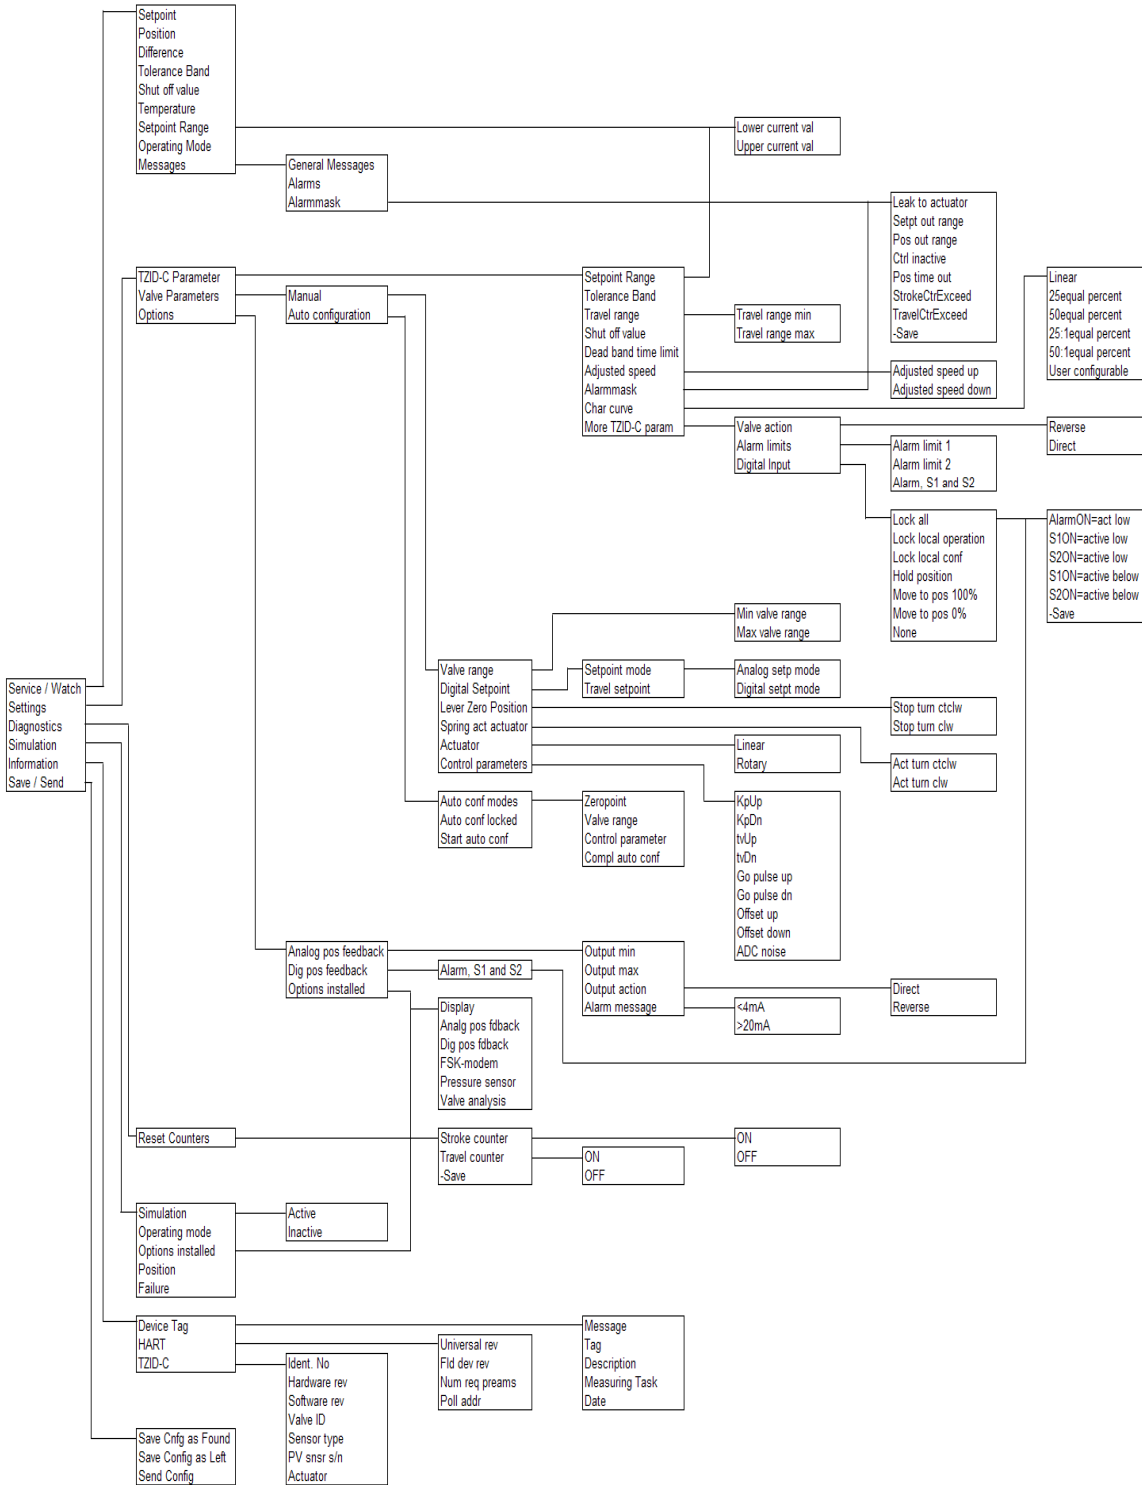 Setpoint
Position
Difference
Tolerance Band
Shut off value
Temperature
Setpoint Range
Operating Mode
Messages
Lower current val
Upper current val
General Messages
Alarms
Alarmmask
Leak to actuator
Setpt out range
Pos out range
Ctrl inactive
Pos time out
StrokeCtrExceed
TravelCtrExceed
-Save
TZID-C Parameter
Valve Parameters
Options
Manual
Auto configuration
Setpoint Range
Tolerance Band
Travel range
Shut off value
Dead band time limit
Adjusted speed
Alarmmask
Char curve
More TZID-C param
Travel range min
Travel range max
Linear
25equal percent
50equal percent
25:1equal percent
50:1equal percent
User configurable
Adjusted speed up
Adjusted speed down
Valve action
Alarm limits
Digital Input
Reverse
Direct
Alarm limit 1
Alarm limit 2
Alarm, S1 and S2
Lock all
Lock local operation
Lock local conf
Hold position
Move to pos 100%
Move to pos 0%
None
AlarmON=act low
S1ON=active low
S2ON=active low
S1ON=active below
S2ON=active below
-Save
Min valve range
Max valve range
Service / Watch
Settings
Diagnostics
Simulation
Information
Save / Send
Valve range
Digital Setpoint
Lever Zero Position
Spring act actuator
Actuator
Control parameters
Setpoint mode
Travel setpoint
Analog setp mode
Digital setpt mode
Stop turn ctclw
Stop turn clw
Linear
Rotary
Act turn ctclw
Act turn clw
Auto conf modes
Auto conf locked
Start auto conf
Zeropoint
Valve range
Control parameter
Compl auto conf
KpUp
KpDn
tvUp
tvDn
Go pulse up
Go pulse dn
Offset up
Offset down
ADC noise
Analog pos feedback
Dig pos feedback
Options installed
Alarm, S1 and S2
Output min
Output max
Output action
Alarm message
Direct
Reverse
<4mA
>20mA
Display
Analg pos fdback
Dig pos fdback
FSK-modem
Pressure sensor
Valve analysis
Reset Counters
Stroke counter
Travel counter
-Save
ON
OFF
ON
OFF
Simulation
Operating mode
Options installed
Position
Failure
Active
Inactive
Device Tag
HART
TZID-C
Message
Tag
Description
Measuring Task
Date
Universal rev
Fld dev rev
Num req preams
Poll addr
Ident. No
Hardware rev
Software rev
Valve ID
Sensor type
PV snsr s/n
Actuator
Save Cnfg as Found
Save Config as Left
Send Config